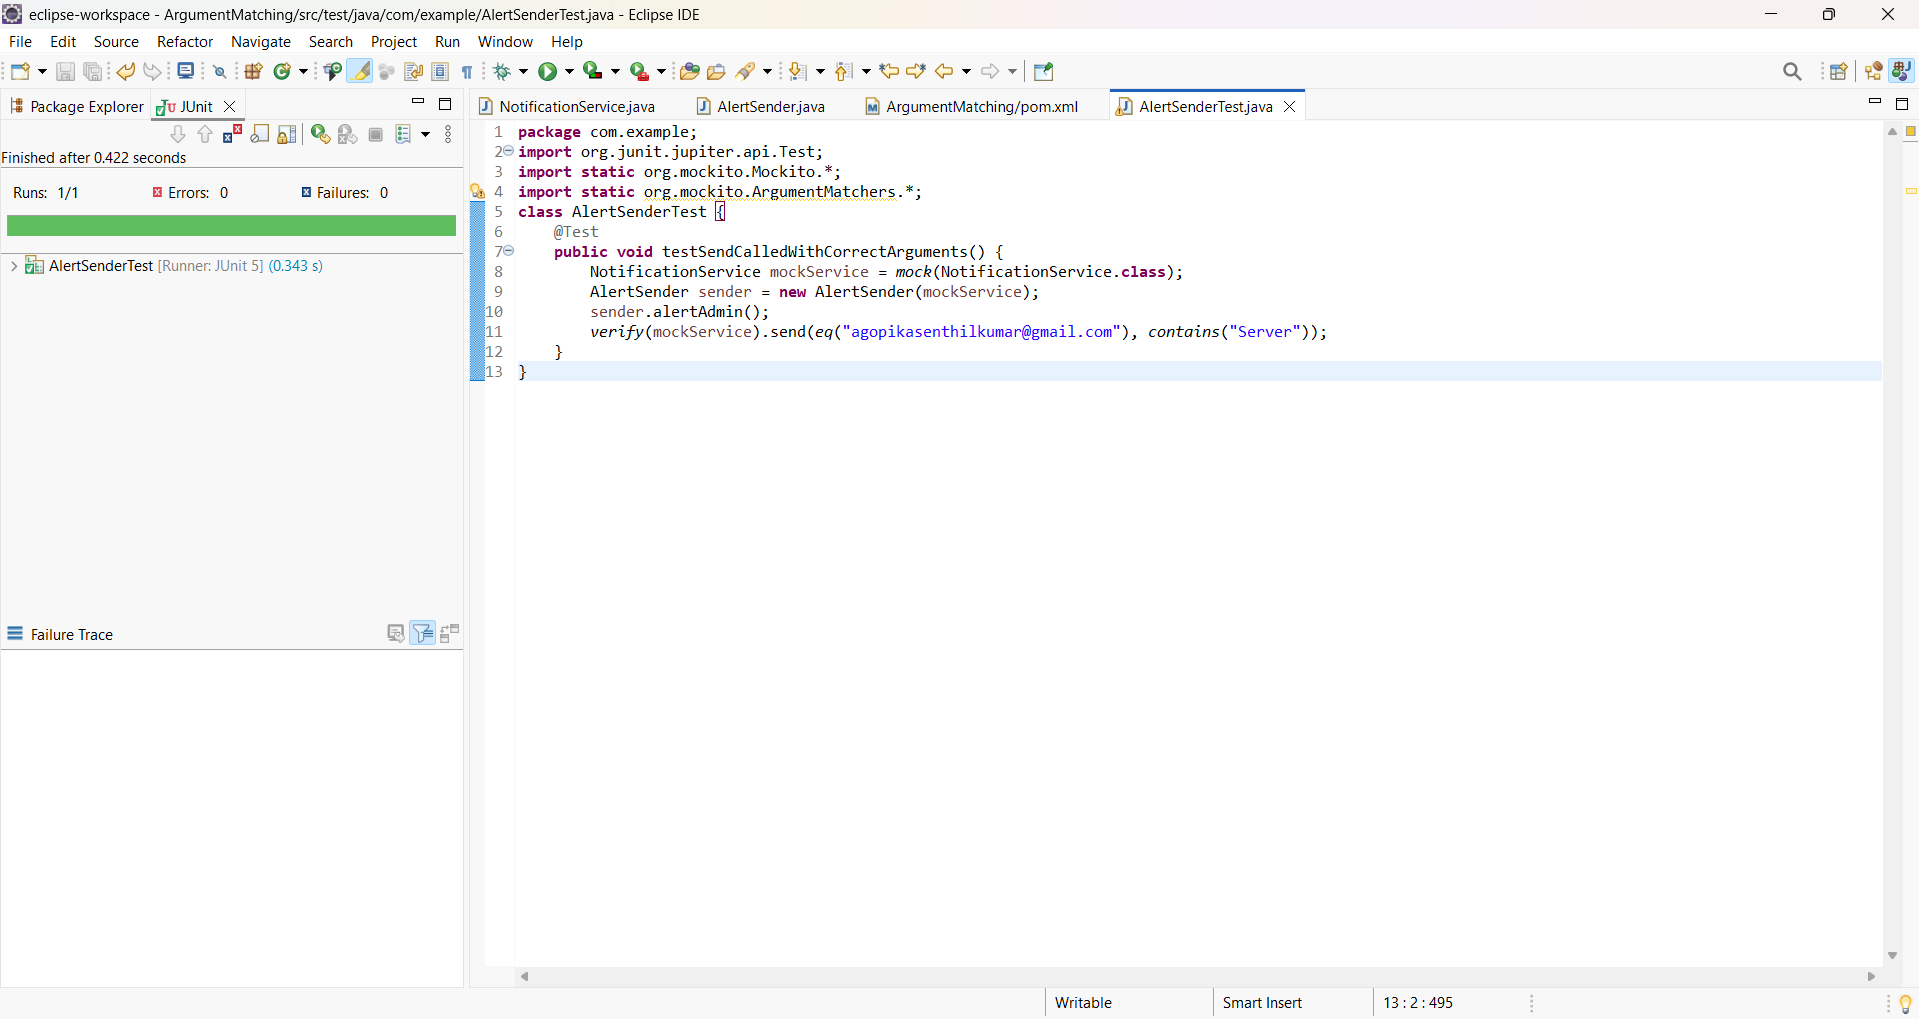 eclipse-workspace - ArgumentMatching/src/test/java/com/example/AlertSenderTest.java - Eclipse IDE
File Edit Source Refactor Navigate Search Project Run Window Help
Package Explorer JUnit
NotificationService.java AlertSender.java ArgumentMatching/pom.xml AlertSenderTest.java
Finished after 0.422 seconds
Runs: 1/1 Errors: 0 Failures: 0
AlertSenderTest [Runner: JUnit 5] (0.343 s)
Failure Trace
1 package com.example;
2 import org.junit.jupiter.api.Test;
3 import static org.mockito.Mockito.*;
4 import static org.mockito.ArgumentMatchers.*;
5 class AlertSenderTest {
6 @Test
7 public void testSendCalledWithCorrectArguments() {
8 NotificationService mockService = mock(NotificationService.class);
9 AlertSender sender = new AlertSender(mockService);
10 sender.alertAdmin();
11 verify(mockService).send(eq("agopikasenthilkumar@gmail.com"), contains("Server"));
12 }
13 }
Writable Smart Insert 13 : 2 : 495